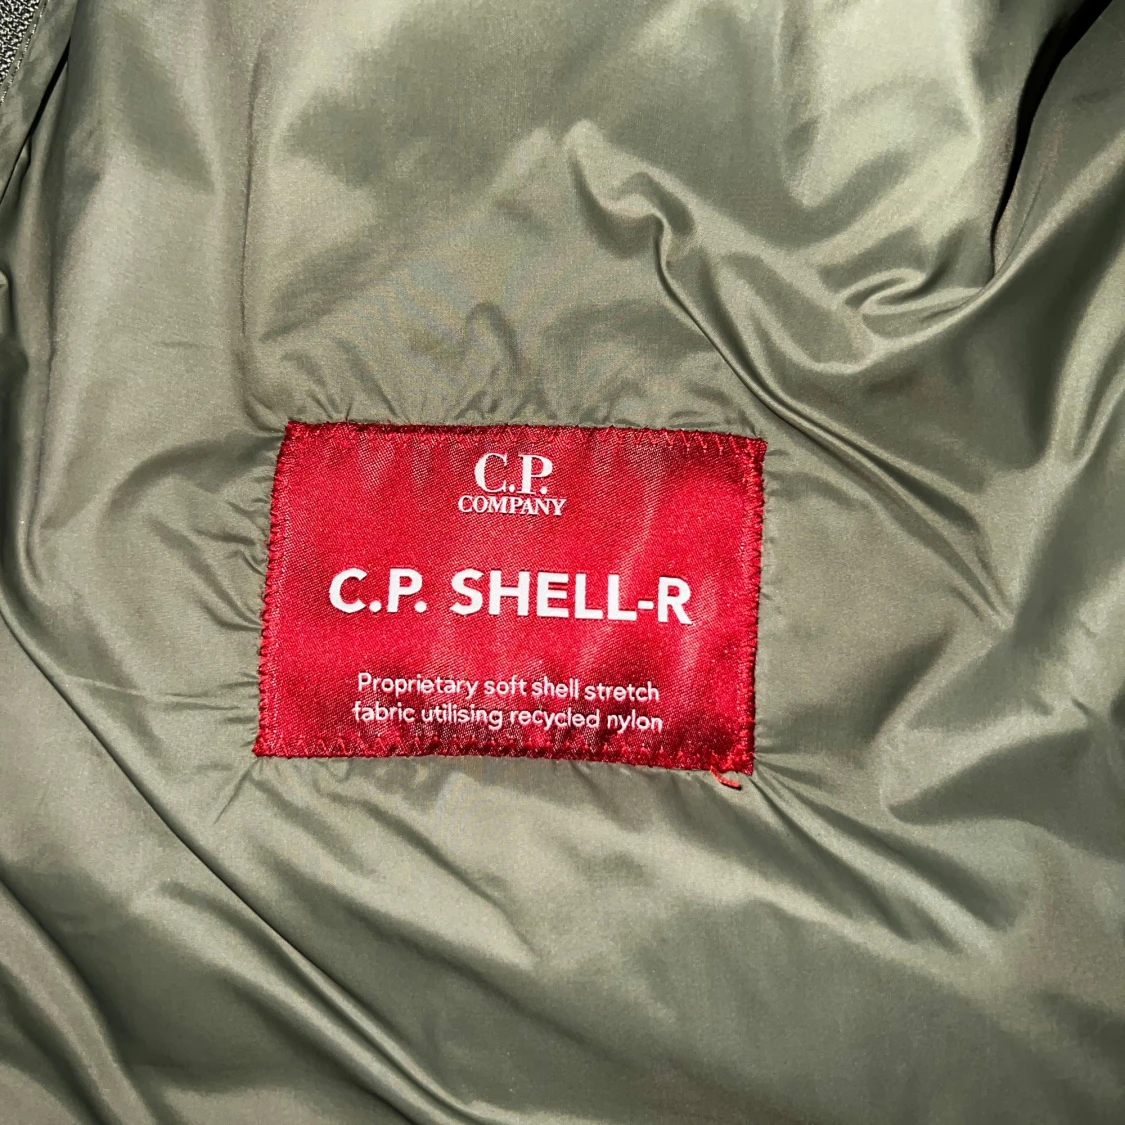 C.P.
COMPANY
C.P. SHELL-R
Proprietary soft shell stretch
fabric utilising recycled nylon